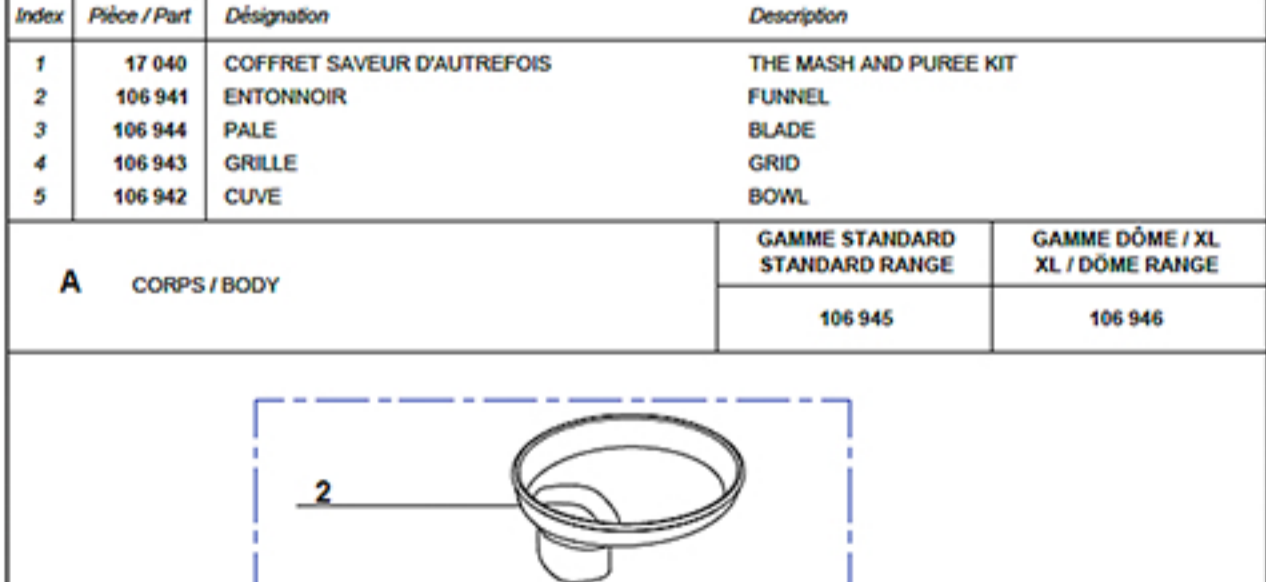 Index Pièce / Part Désignation Description
1 17 040 COFFRET SAVEUR D'AUTREFOIS THE MASH AND PUREE KIT
2 106 941 ENTONNOIR FUNNEL
3 106 944 PALE BLADE
4 106 943 GRILLE GRID
5 106 942 CUVE BOWL
A CORPS / BODY
GAMME STANDARD GAMME DÔME / XL
STANDARD RANGE XL / DÔME RANGE
106 945 106 946
2